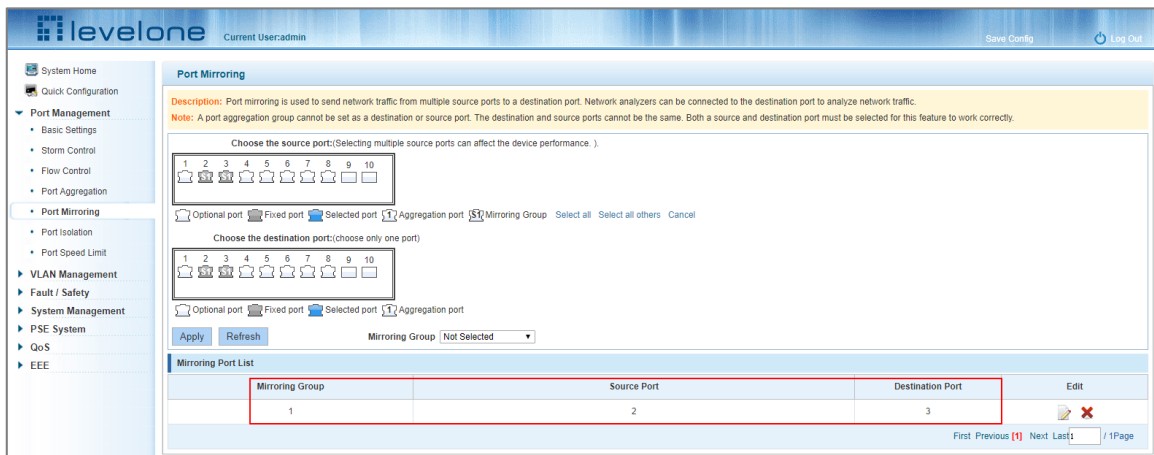 levelone
Current User:admin
Save Config
Log Out
System Home
Quick Configuration
Port Management
Basic Settings
Storm Control
Flow Control
Port Aggregation
Port Mirroring
Port Isolation
Port Speed Limit
VLAN Management
Fault / Safety
System Management
PSE System
QoS
EEE
Port Mirroring
Description: Port mirroring is used to send network traffic from multiple source ports to a destination port. Network analyzers can be connected to the destination port to analyze network traffic.
Note: A port aggregation group cannot be set as a destination or source port. The destination and source ports cannot be the same. Both a source and destination port must be selected for this feature to work correctly.
Choose the source port:(Selecting multiple source ports can affect the device performance. ).
1 2 3 4 5 6 7 8 9 10
S1 S1
Optional port Fixed port Selected port 1 Aggregation port S1 Mirroring Group Select all Select all others Cancel
Choose the destination port:(choose only one port)
1 2 3 4 5 6 7 8 9 10
S1 S1
Optional port Fixed port Selected port 1 Aggregation port
Apply Refresh Mirroring Group Not Selected
Mirroring Port List
Mirroring Group Source Port Destination Port Edit
1 2 3
First Previous [1] Next Last 1 / 1Page